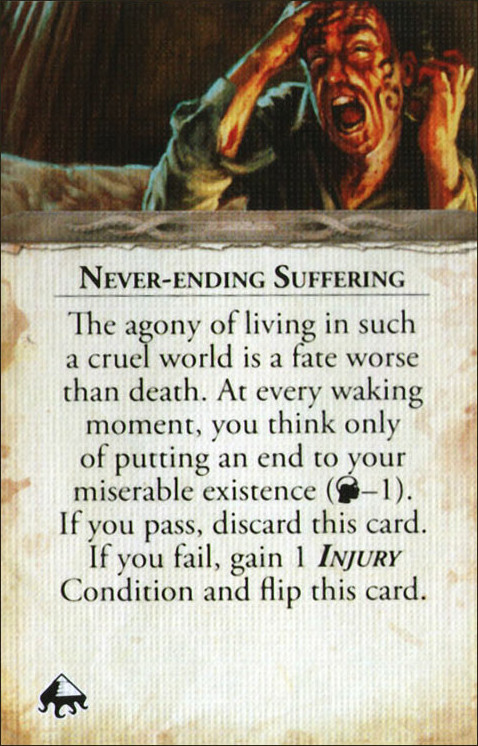 Never-ending Suffering
The agony of living in such
a cruel world is a fate worse
than death. At every waking
moment, you think only
of putting an end to your
miserable existence (–1).
If you pass, discard this card.
If you fail, gain 1 Injury
Condition and flip this card.